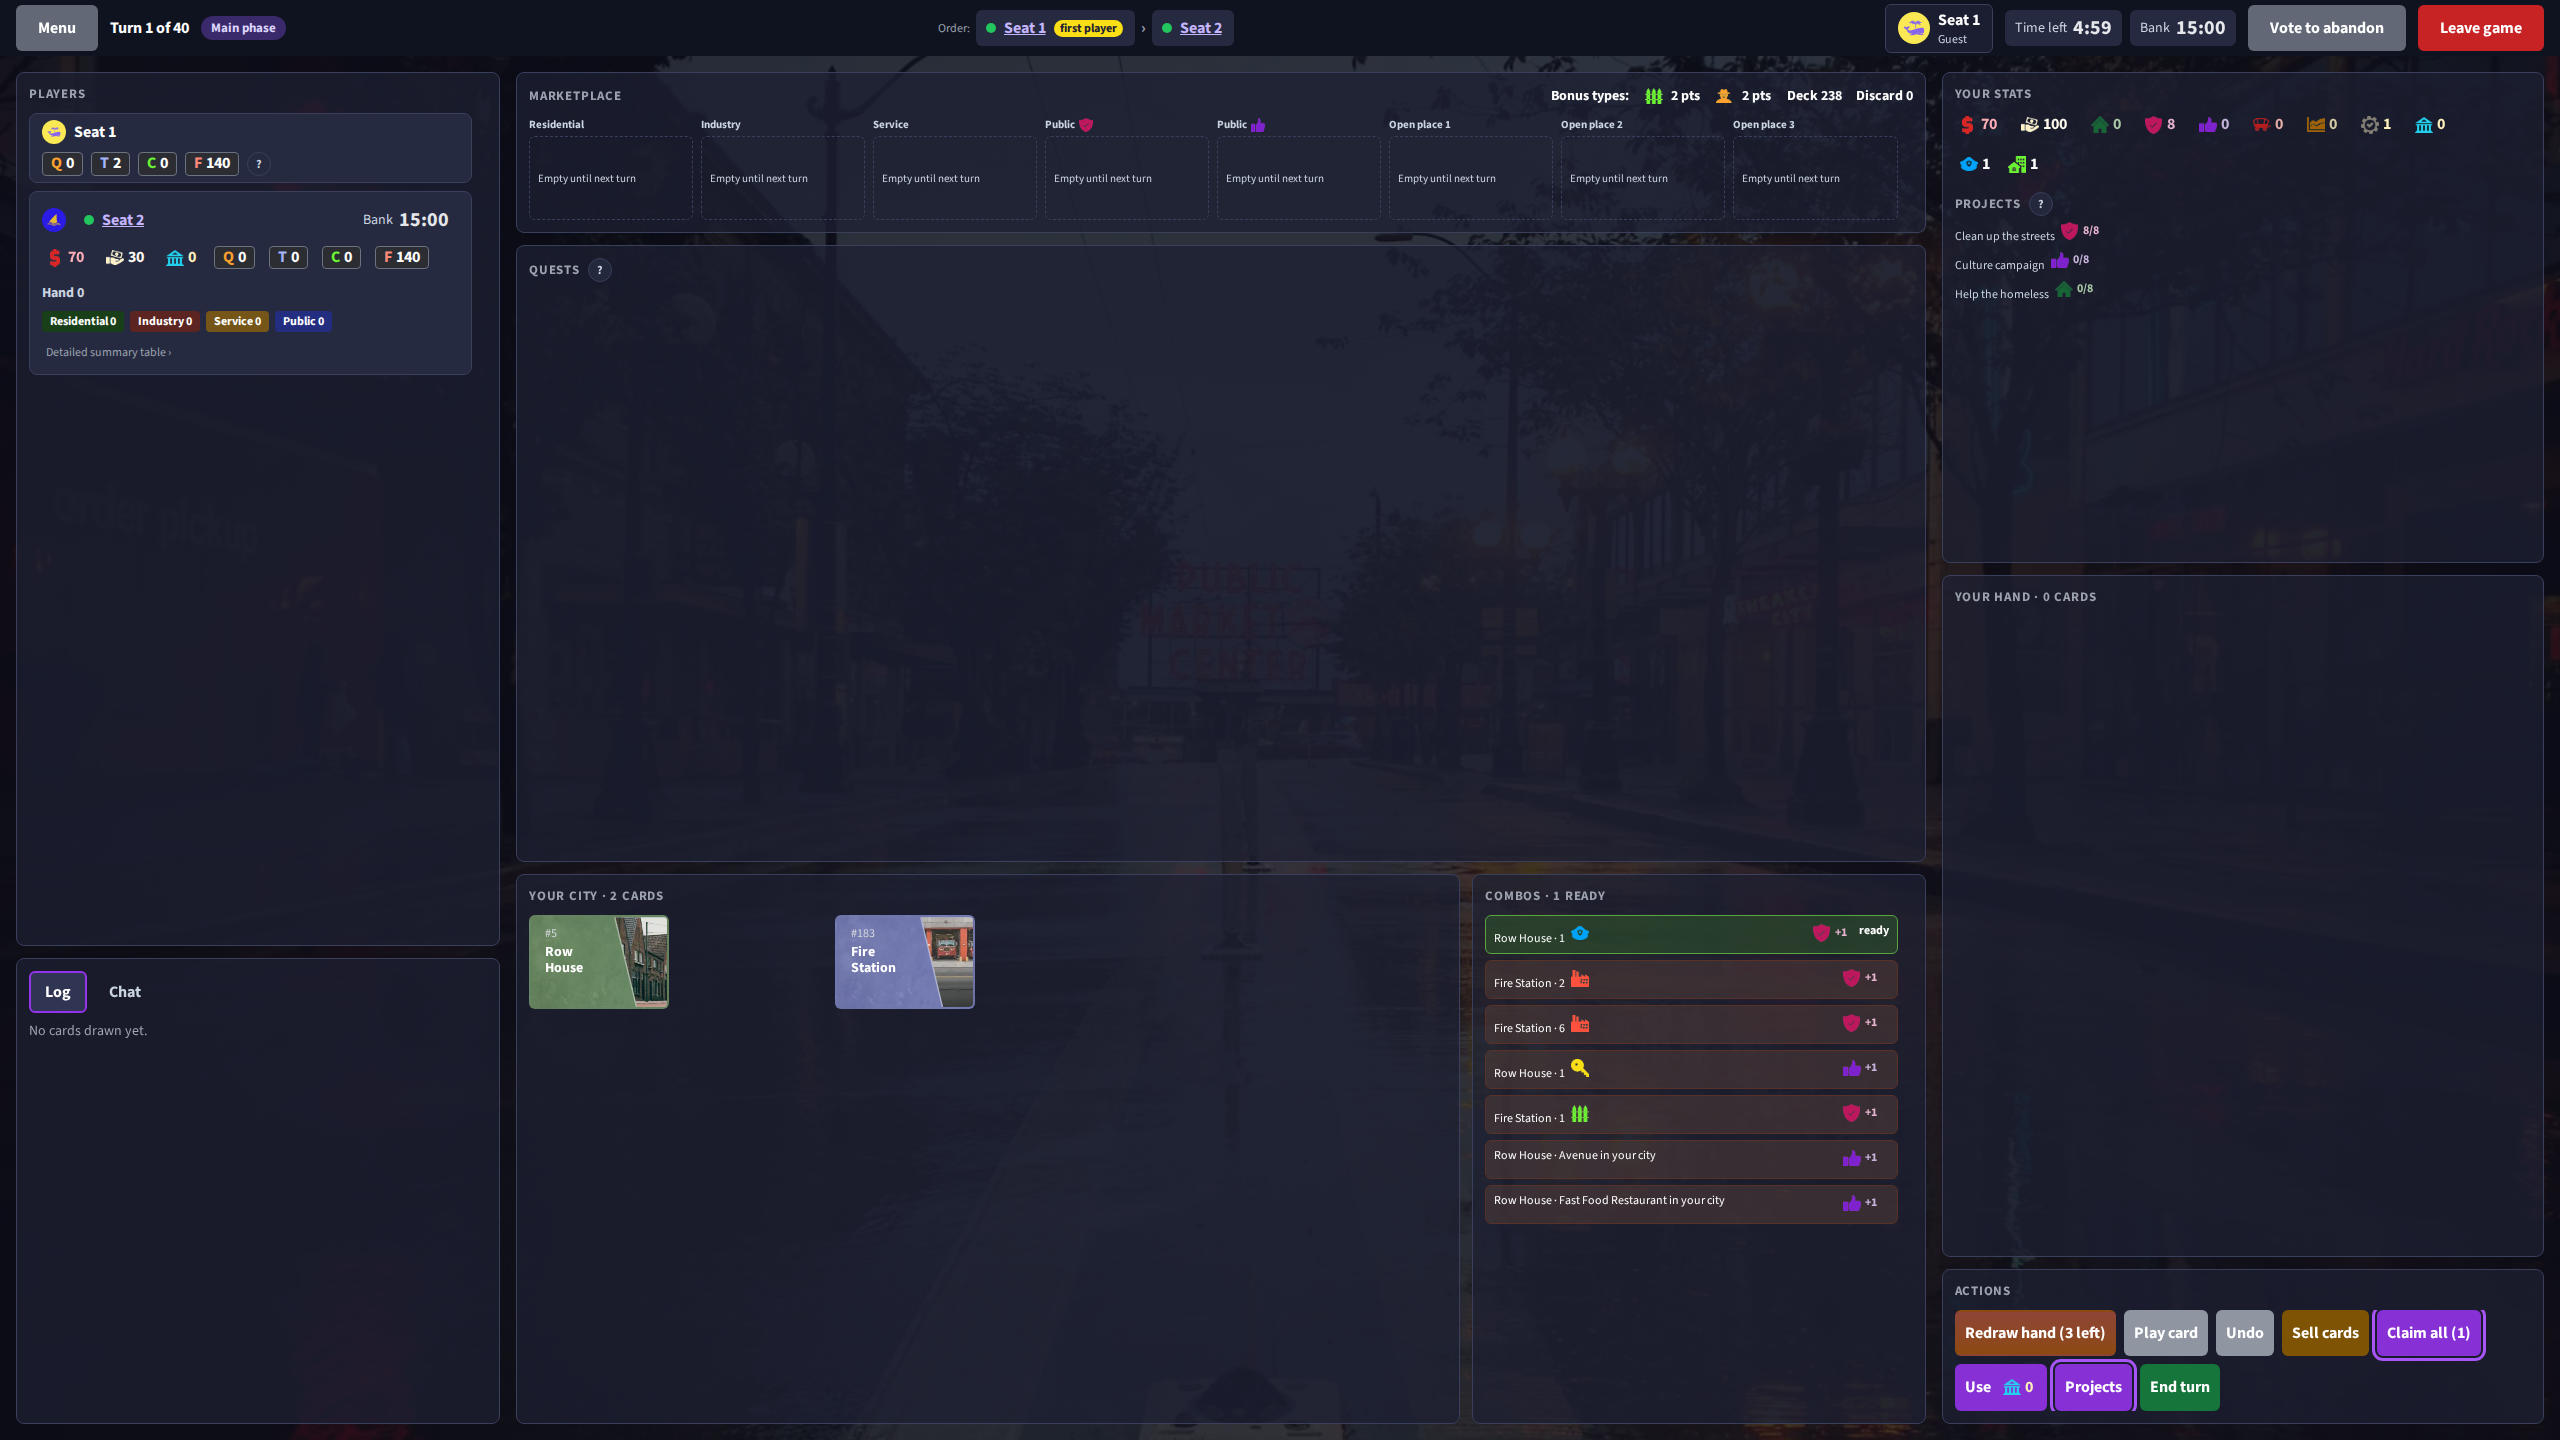 Menu
Turn 1 of 40
Main phase
Order:
Seat 1
first player
›
Seat 2
Seat 1
Guest
Time left 4:59
Bank 15:00
Vote to abandon
Leave game
PLAYERS
Seat 1
Q 0
T 2
C 0
F 140
?
Seat 2
Bank 15:00
70
30
0
Q 0
T 0
C 0
F 140
Hand 0
Residential 0
Industry 0
Service 0
Public 0
Detailed summary table ›
Log
Chat
No cards drawn yet.
MARKETPLACE
Bonus types: 2 pts 2 pts Deck 238 Discard 0
Residential
Industry
Service
Public
Public
Open place 1
Open place 2
Open place 3
Empty until next turn
Empty until next turn
Empty until next turn
Empty until next turn
Empty until next turn
Empty until next turn
Empty until next turn
Empty until next turn
QUESTS
?
order pickup
PUBLIC
MARKET
CENTER
SNEAKER
CITY
YOUR CITY · 2 CARDS
#5
Row
House
#183
Fire
Station
COMBOS · 1 READY
Row House · 1 +1 ready
Fire Station · 2 +1
Fire Station · 6 +1
Row House · 1 +1
Fire Station · 1 +1
Row House · Avenue in your city +1
Row House · Fast Food Restaurant in your city +1
YOUR STATS
70 100 0 8 0 0 0 1 0
1 1
PROJECTS
?
Clean up the streets 8/8
Culture campaign 0/8
Help the homeless 0/8
YOUR HAND · 0 CARDS
ACTIONS
Redraw hand (3 left)
Play card
Undo
Sell cards
Claim all (1)
Use 0
Projects
End turn